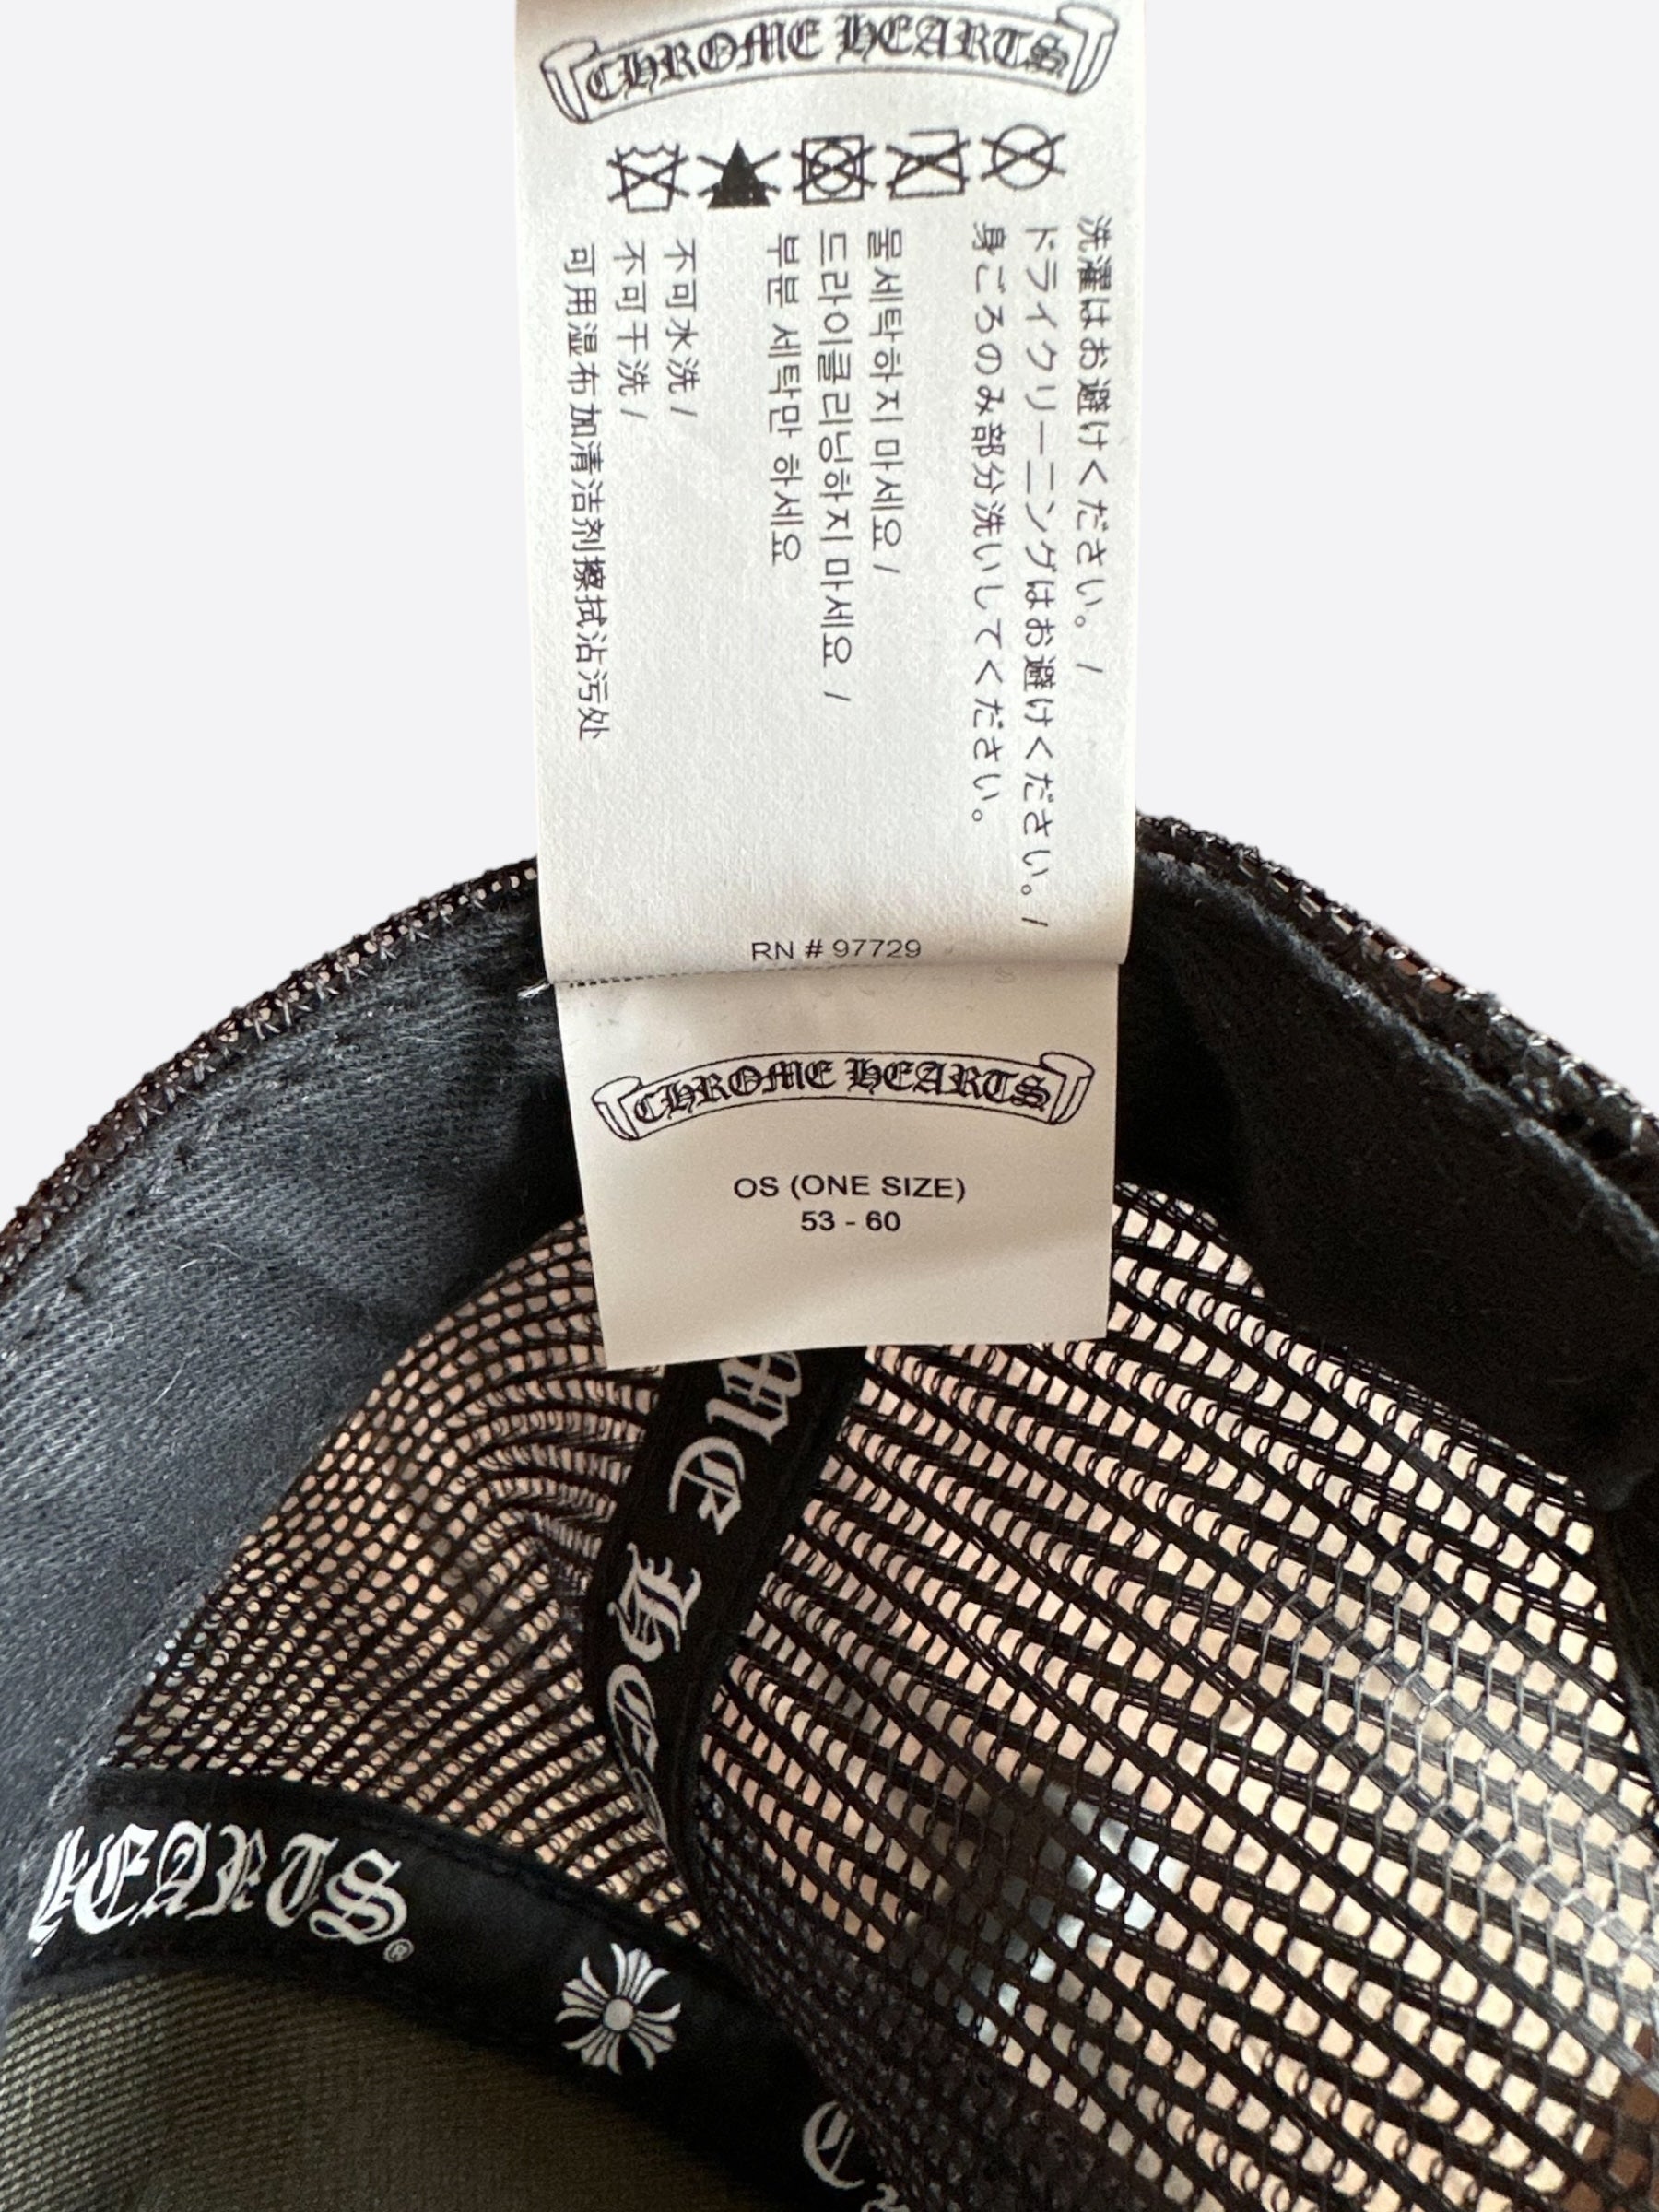 CHROME HEARTS
洗濯はお避けください。 /
ドライクリーニングはお避けください。 /
身ごろのみ部分洗いしてください。
물세탁하지 마세요 /
드라이클리닝하지 마세요 /
부분 세탁만 하세요
不可水洗 /
不可干洗 /
可用湿布加清洁剂擦拭沾污处
RN # 97729
CHROME HEARTS
OS (ONE SIZE)
53 - 60
HEARTS®